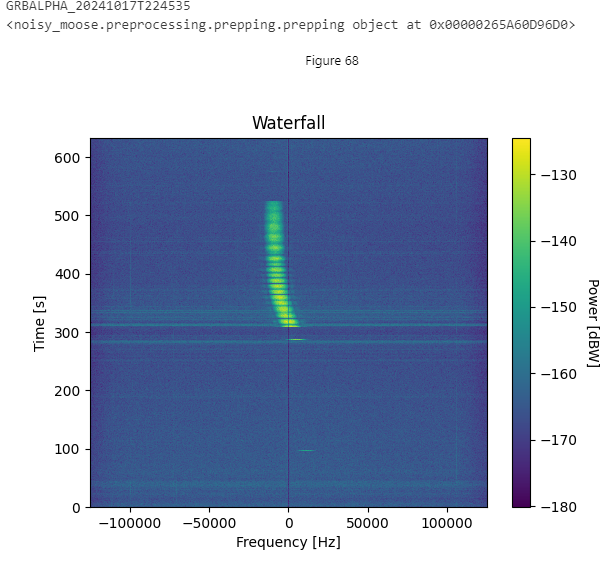 GRBALPHA_20241017T224535
<noisy_moose.preprocessing.prepping.prepping object at 0x00000265A60D96D0>
Figure 68
Waterfall
600
500
400
300
200
100
0
Time [s]
−100000
−50000
0
50000
100000
Frequency [Hz]
−130
−140
−150
−160
−170
−180
Power [dBW]